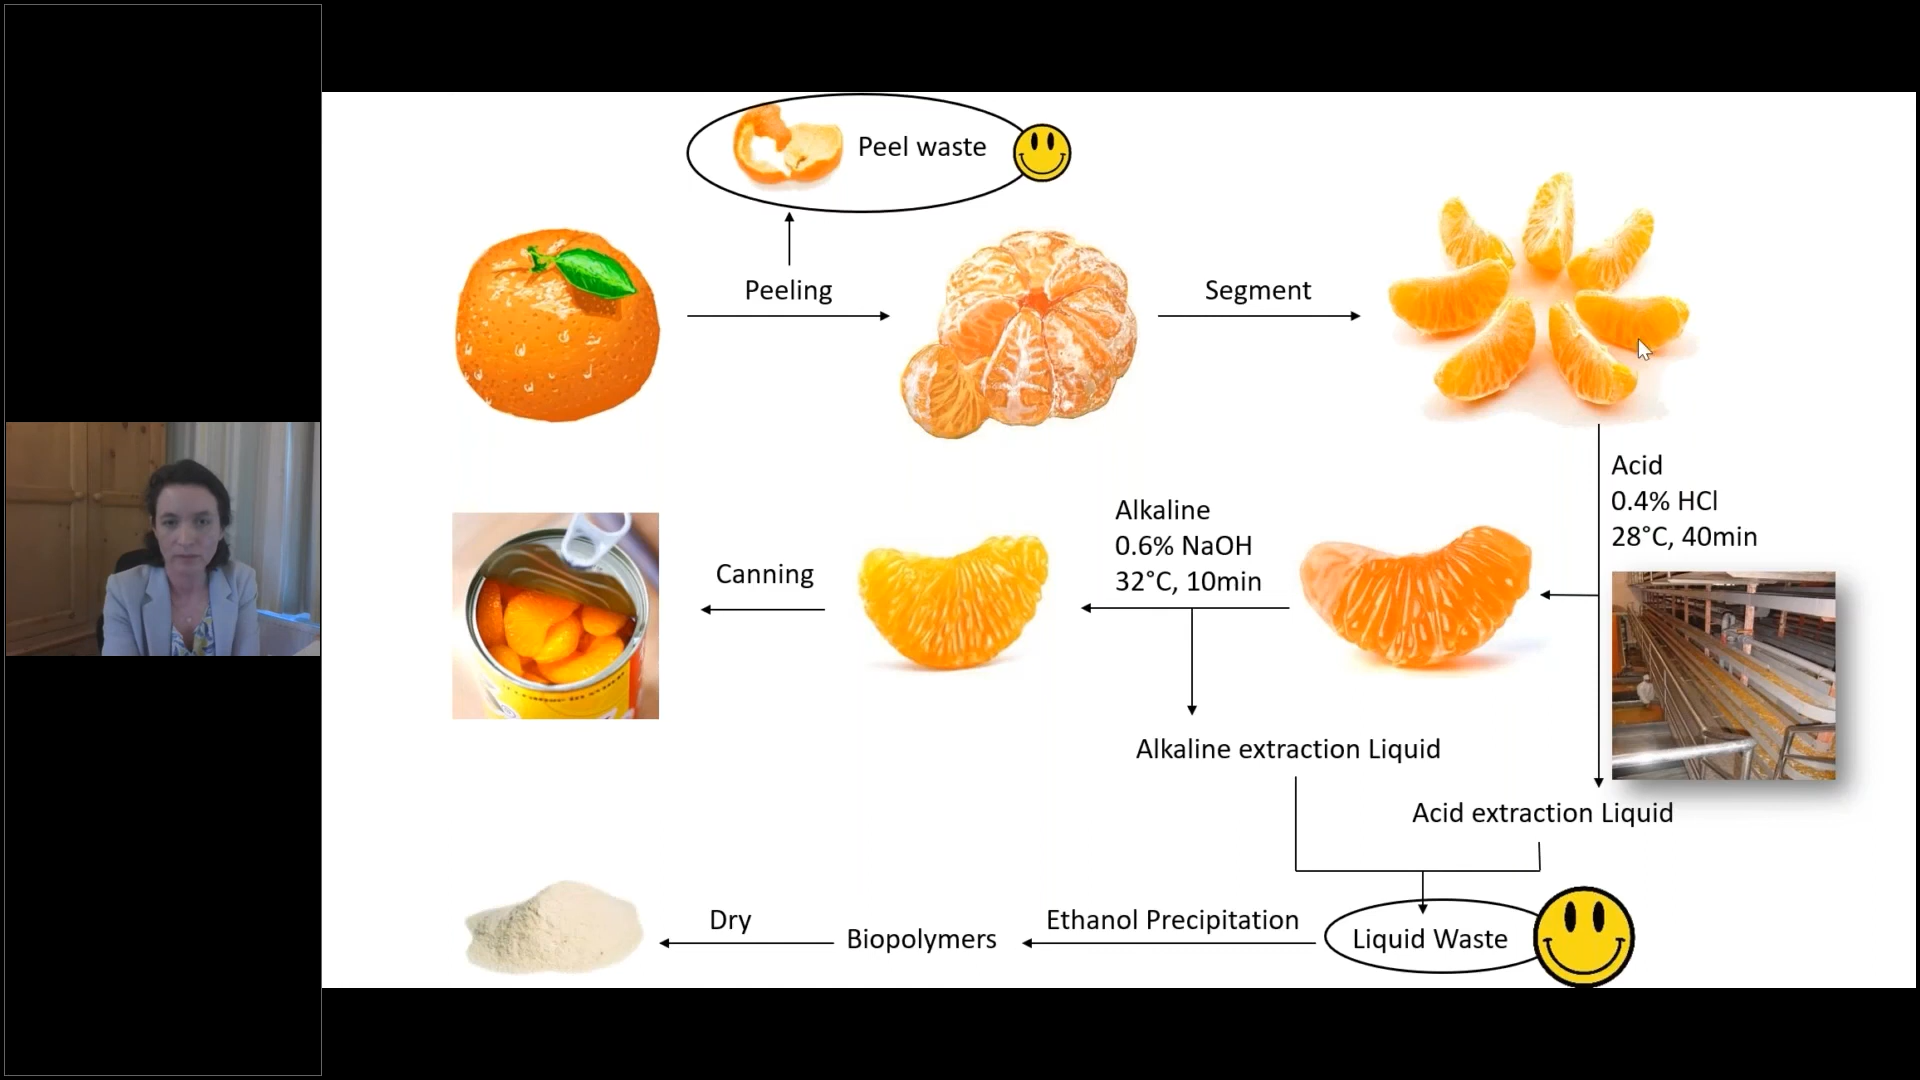 Peel waste
Peeling
Segment
Acid
0.4% HCl
28°C, 40min
Alkaline
0.6% NaOH
32°C, 10min
Canning
Alkaline extraction Liquid
Acid extraction Liquid
Dry
Biopolymers
Ethanol Precipitation
Liquid Waste